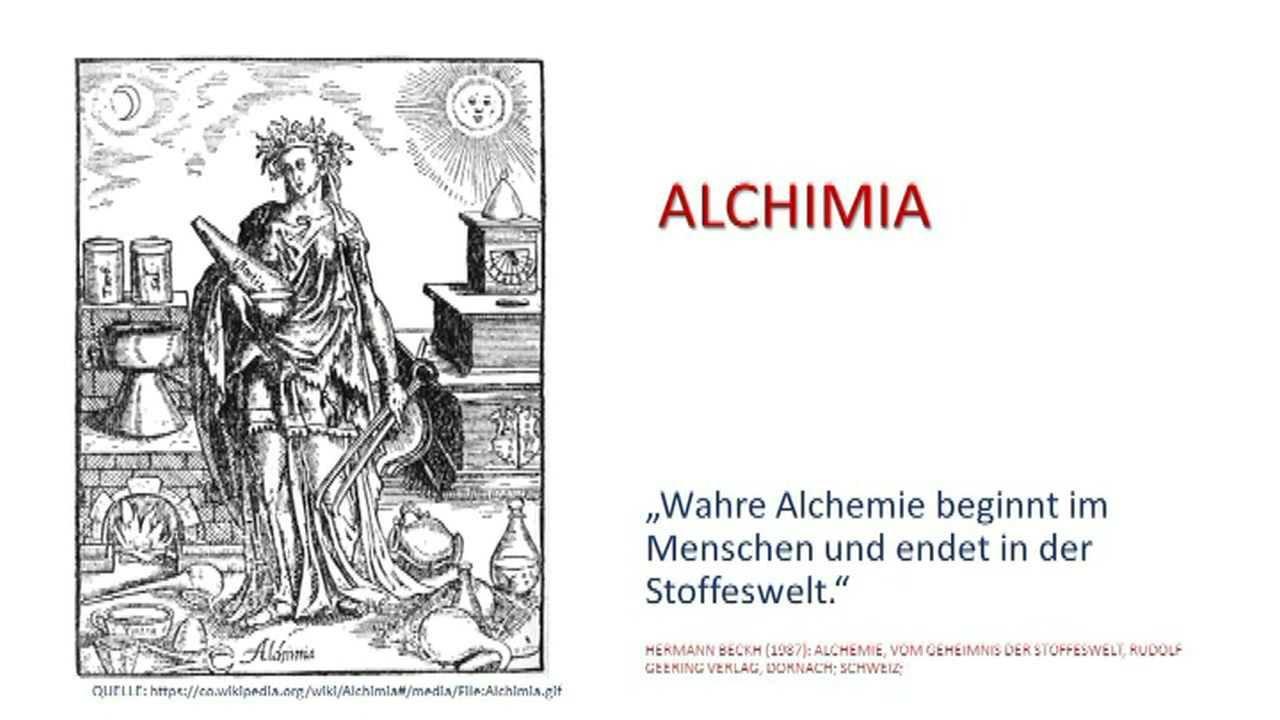 ALCHIMIA
Sal.
„Wahre Alchemie beginnt im
Menschen und endet in der
Stoffeswelt.“
HERMANN BECKH (1987): ALCHEMIE, VOM GEHEIMNIS DER STOFFESWELT, RUDOLF
GEERING VERLAG, DORNACH; SCHWEIZ;
Alchimia
QUELLE: https://co.wikipedia.org/wiki/Alchimia#/media/File:Alchimia.gif